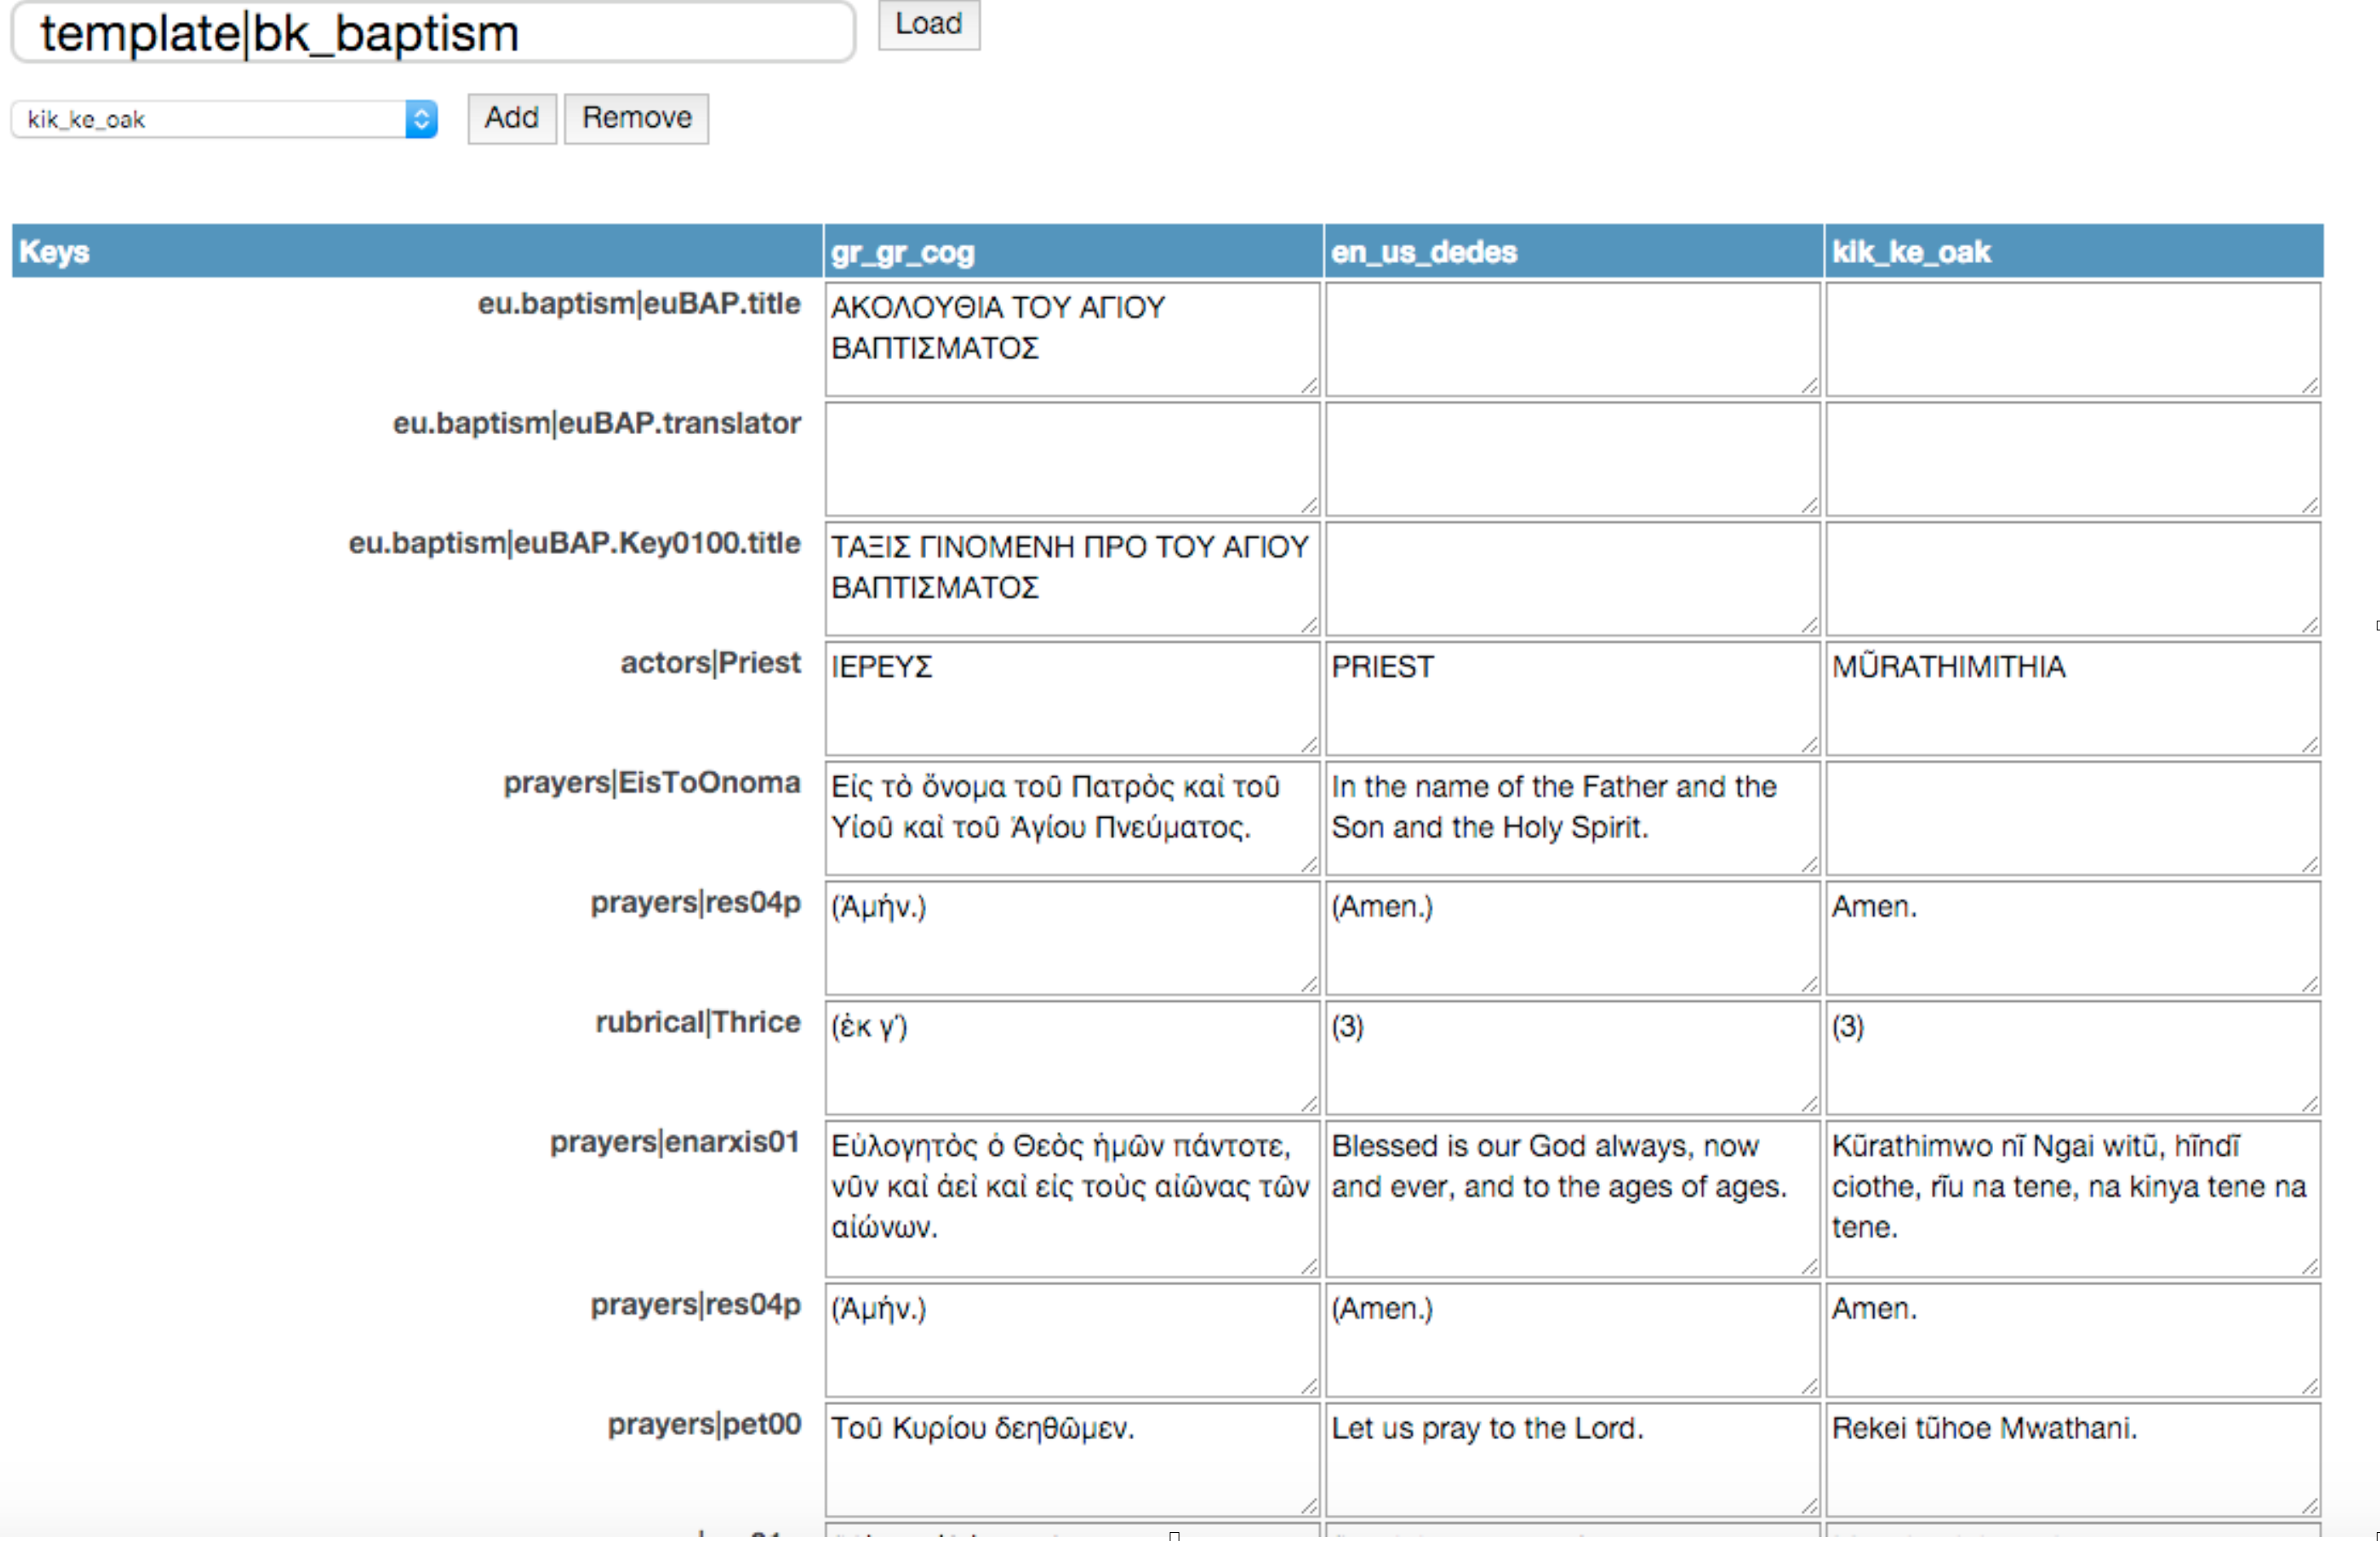 template|bk_baptism
Load
kik_ke_oak
Add
Remove
Keys
gr_gr_cog
en_us_dedes
kik_ke_oak
eu.baptism|euBAP.title
ΑΚΟΛΟΥΘΙΑ ΤΟΥ ΑΓΙΟΥ
ΒΑΠΤΙΣΜΑΤΟΣ
eu.baptism|euBAP.translator
eu.baptism|euBAP.Key0100.title
ΤΑΞΙΣ ΓΙΝΟΜΕΝΗ ΠΡΟ ΤΟΥ ΑΓΙΟΥ
ΒΑΠΤΙΣΜΑΤΟΣ
actors|Priest
ΙΕΡΕΥΣ
PRIEST
MŨRATHIMITHIA
prayers|EisToOnoma
Εἰς τὸ ὄνομα τοῦ Πατρὸς καὶ τοῦ
Υἱοῦ καὶ τοῦ Ἁγίου Πνεύματος.
In the name of the Father and the
Son and the Holy Spirit.
prayers|res04p
(Ἀμήν.)
(Amen.)
Amen.
rubrical|Thrice
(ἐκ γʹ)
(3)
(3)
prayers|enarxis01
Εὐλογητὸς ὁ Θεὸς ἡμῶν πάντοτε,
νῦν καὶ ἀεὶ καὶ εἰς τοὺς αἰῶνας τῶν
αἰώνων.
Blessed is our God always, now
and ever, and to the ages of ages.
Kũrathimwo nĩ Ngai witũ, hĩndĩ
ciothe, rĩu na tene, na kinya tene na
tene.
prayers|res04p
(Ἀμήν.)
(Amen.)
Amen.
prayers|pet00
Τοῦ Κυρίου δεηθῶμεν.
Let us pray to the Lord.
Rekei tũhoe Mwathani.